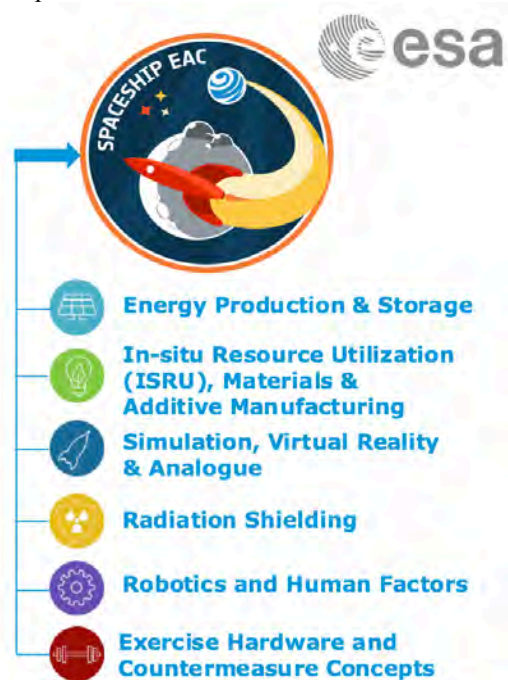 esa
SPACESHIP EAC
Energy Production & Storage
In-situ Resource Utilization
(ISRU), Materials &
Additive Manufacturing
Simulation, Virtual Reality
& Analogue
Radiation Shielding
Robotics and Human Factors
Exercise Hardware and
Countermeasure Concepts